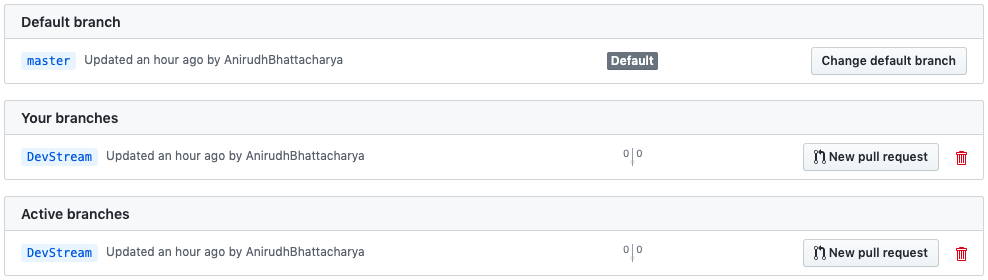 Default branch
master Updated an hour ago by AnirudhBhattacharya Default Change default branch
Your branches
DevStream Updated an hour ago by AnirudhBhattacharya 0 0 New pull request
Active branches
DevStream Updated an hour ago by AnirudhBhattacharya 0 0 New pull request